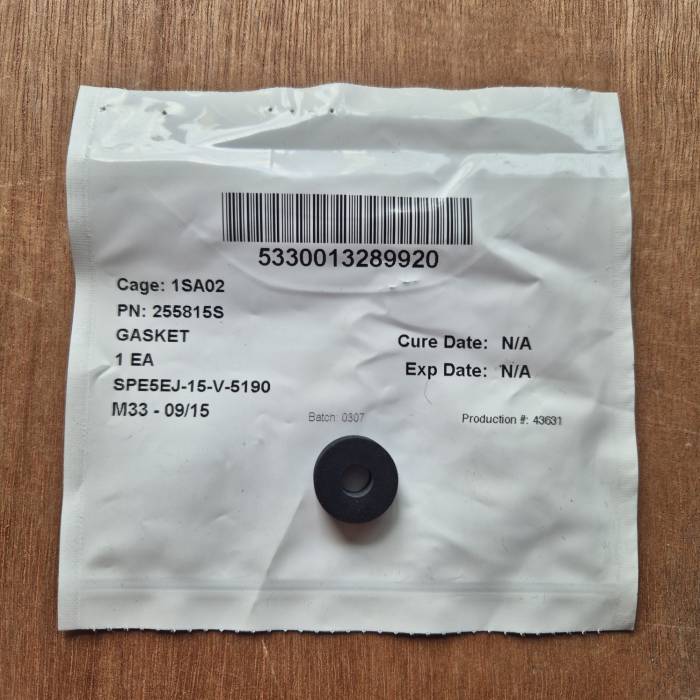 5330013289920
Cage: 1SA02
PN: 255815S
GASKET
1 EA
SPE5EJ-15-V-5190
M33 - 09/15
Cure Date: N/A
Exp Date: N/A
Batch: 0307
Production #: 43631